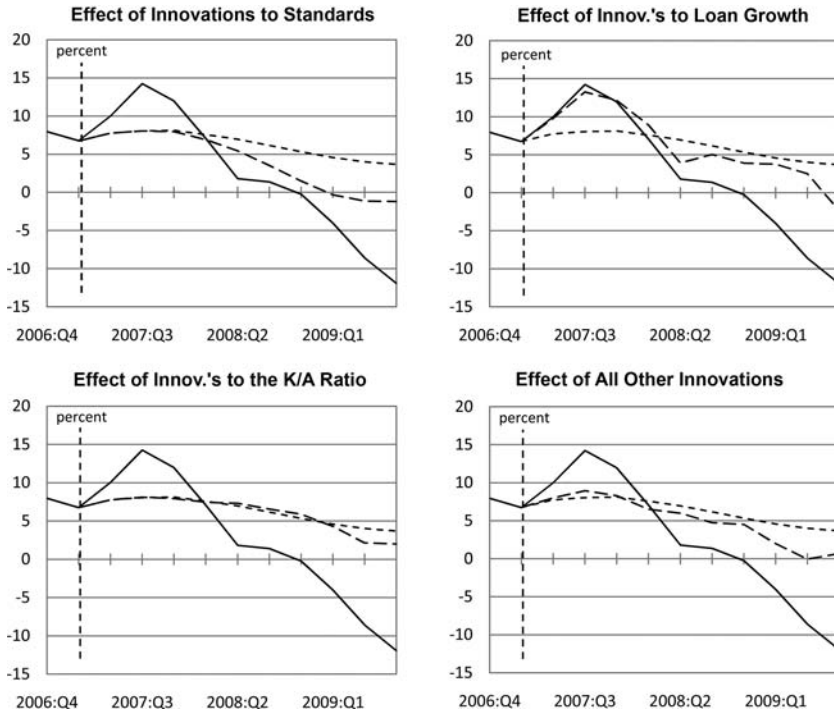 Effect of Innovations to Standards
20
percent
15
10
5
0
-5
-10
-15
2006:Q4 2007:Q3 2008:Q2 2009:Q1
Effect of Innov.'s to Loan Growth
20
percent
15
10
5
0
-5
-10
-15
2006:Q4 2007:Q3 2008:Q2 2009:Q1
Effect of Innov.'s to the K/A Ratio
20
percent
15
10
5
0
-5
-10
-15
2006:Q4 2007:Q3 2008:Q2 2009:Q1
Effect of All Other Innovations
20
percent
15
10
5
0
-5
-10
-15
2006:Q4 2007:Q3 2008:Q2 2009:Q1